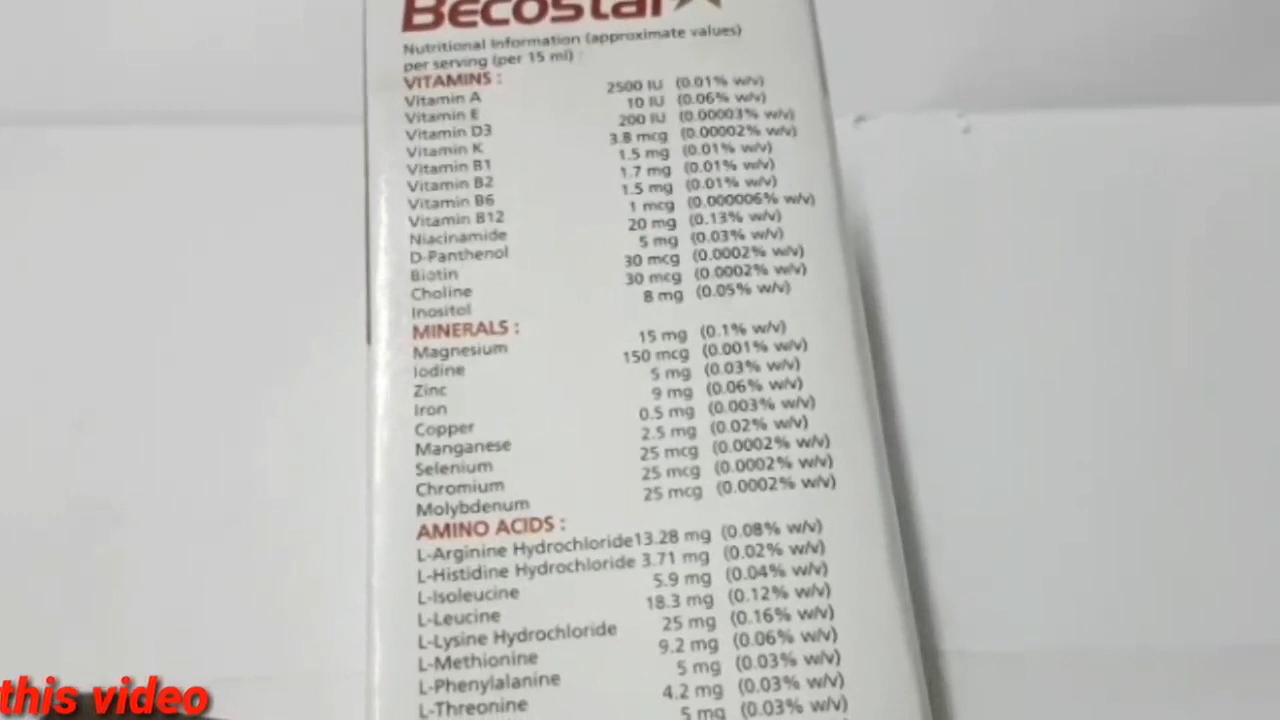 Becostar
Nutritional Information (approximate values)
per serving (per 15 ml) :
VITAMINS :
Vitamin A 2500 IU (0.01% w/v)
Vitamin E 10 IU (0.06% w/v)
Vitamin D3 200 IU (0.00003% w/v)
Vitamin K 3.8 mcg (0.00002% w/v)
Vitamin B1 1.5 mg (0.01% w/v)
Vitamin B2 1.7 mg (0.01% w/v)
Vitamin B6 1.5 mg (0.01% w/v)
Vitamin B12 1 mcg (0.000006% w/v)
Niacinamide 20 mg (0.13% w/v)
D-Panthenol 5 mg (0.03% w/v)
Biotin 30 mcg (0.0002% w/v)
Choline 30 mcg (0.0002% w/v)
Inositol 8 mg (0.05% w/v)
MINERALS :
Magnesium 15 mg (0.1% w/v)
Iodine 150 mcg (0.001% w/v)
Zinc 5 mg (0.03% w/v)
Iron 9 mg (0.06% w/v)
Copper 0.5 mg (0.003% w/v)
Manganese 2.5 mg (0.02% w/v)
Selenium 25 mcg (0.0002% w/v)
Chromium 25 mcg (0.0002% w/v)
Molybdenum 25 mcg (0.0002% w/v)
AMINO ACIDS :
L-Arginine Hydrochloride 13.28 mg (0.08% w/v)
L-Histidine Hydrochloride 3.71 mg (0.02% w/v)
L-Isoleucine 5.9 mg (0.04% w/v)
L-Leucine 18.3 mg (0.12% w/v)
L-Lysine Hydrochloride 25 mg (0.16% w/v)
L-Methionine 9.2 mg (0.06% w/v)
L-Phenylalanine 5 mg (0.03% w/v)
L-Threonine 4.2 mg (0.03% w/v)
5 mg (0.03% w/v)
this video